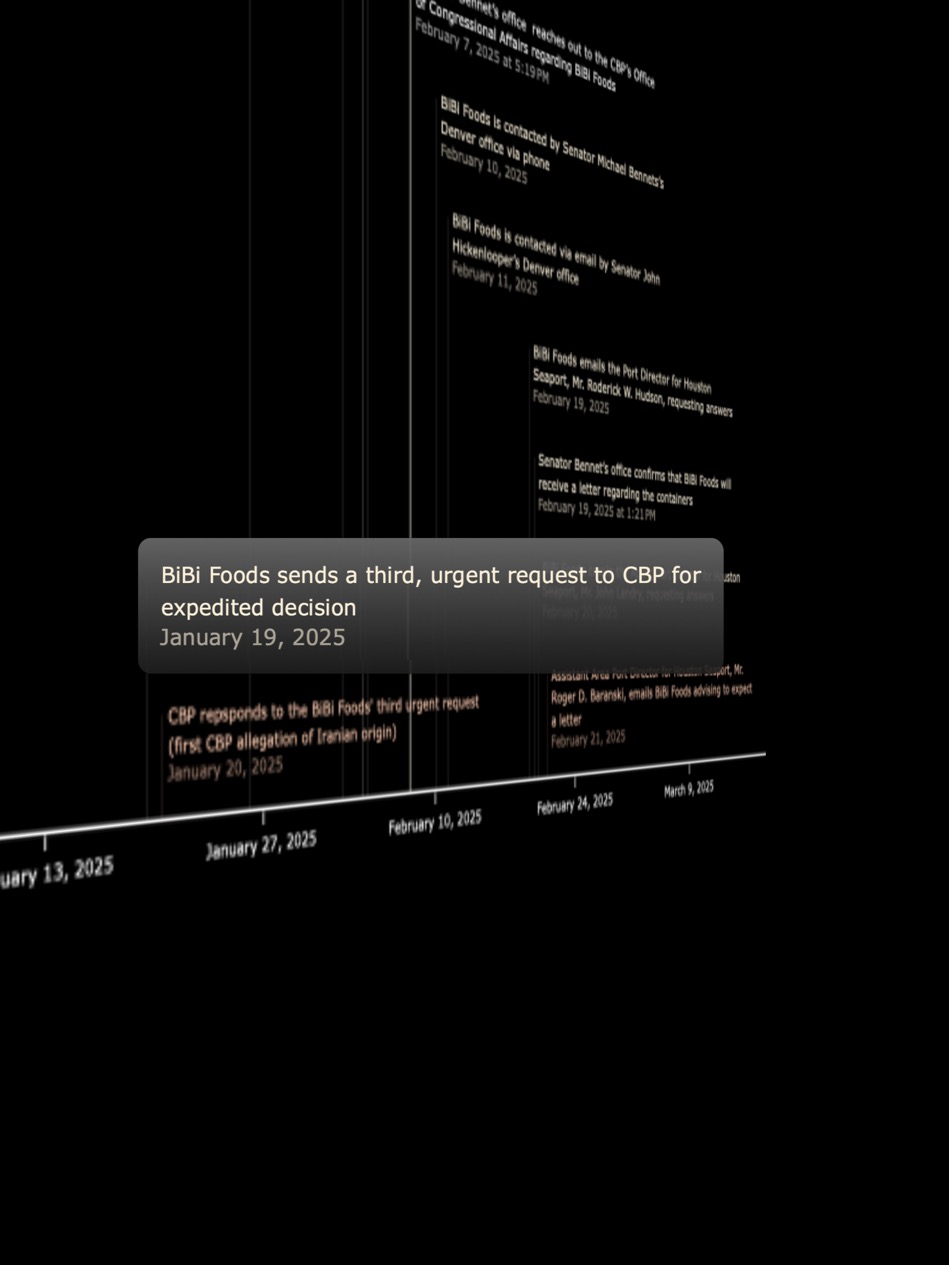 Bennet's office reaches out to the CBP's Office
of Congressional Affairs regarding BiBi Foods
February 7, 2025 at 5:19PM
BiBi Foods is contacted by Senator Michael Bennets's
Denver office via phone
February 10, 2025
BiBi Foods is contacted via email by Senator John
Hickenlooper's Denver office
February 11, 2025
BiBi Foods emails the Port Director for Houston
Seaport, Mr. Roderick W. Hudson, requesting answers
February 19, 2025
Senator Bennet's office confirms that BiBi Foods will
receive a letter regarding the containers
February 19, 2025 at 1:21PM
for Houston
Seaport, Mr. John Landry, requesting answers
February 20, 2025
BiBi Foods sends a third, urgent request to CBP for
expedited decision
January 19, 2025
Assistant Area Port Director for Houston Seaport, Mr.
Roger D. Baranski, emails BiBi Foods advising to expect
a letter
February 21, 2025
CBP repsponds to the BiBi Foods' third urgent request
(first CBP allegation of Iranian origin)
January 20, 2025
uary 13, 2025
January 27, 2025
February 10, 2025
February 24, 2025
March 9, 2025